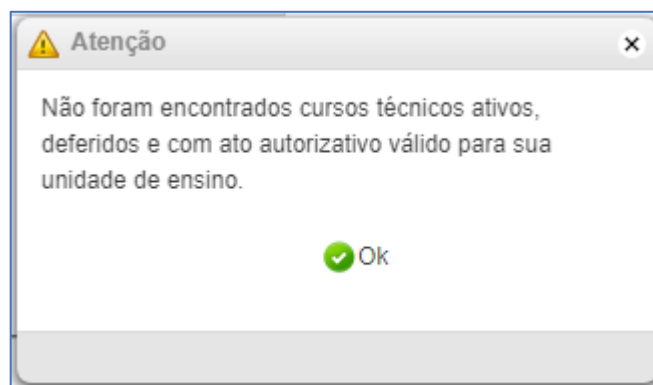 Atenção
Não foram encontrados cursos técnicos ativos,
deferidos e com ato autorizativo válido para sua
unidade de ensino.
Ok